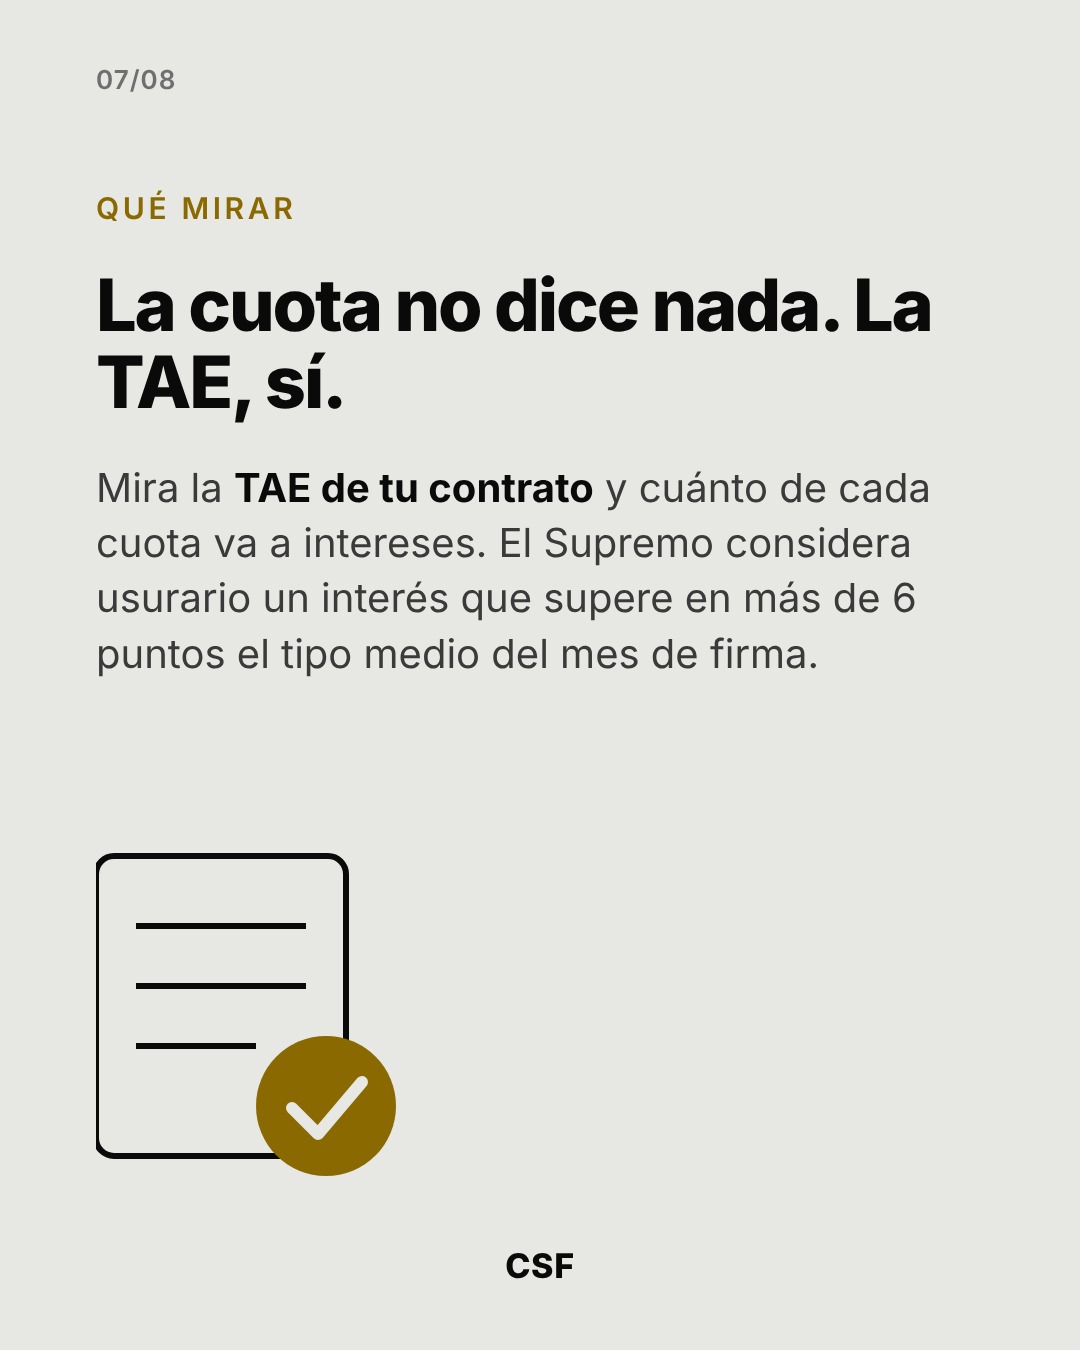 07/08
QUÉ MIRAR
La cuota no dice nada. La
TAE, sí.
Mira la TAE de tu contrato y cuánto de cada
cuota va a intereses. El Supremo considera
usurario un interés que supere en más de 6
puntos el tipo medio del mes de firma.
CSF